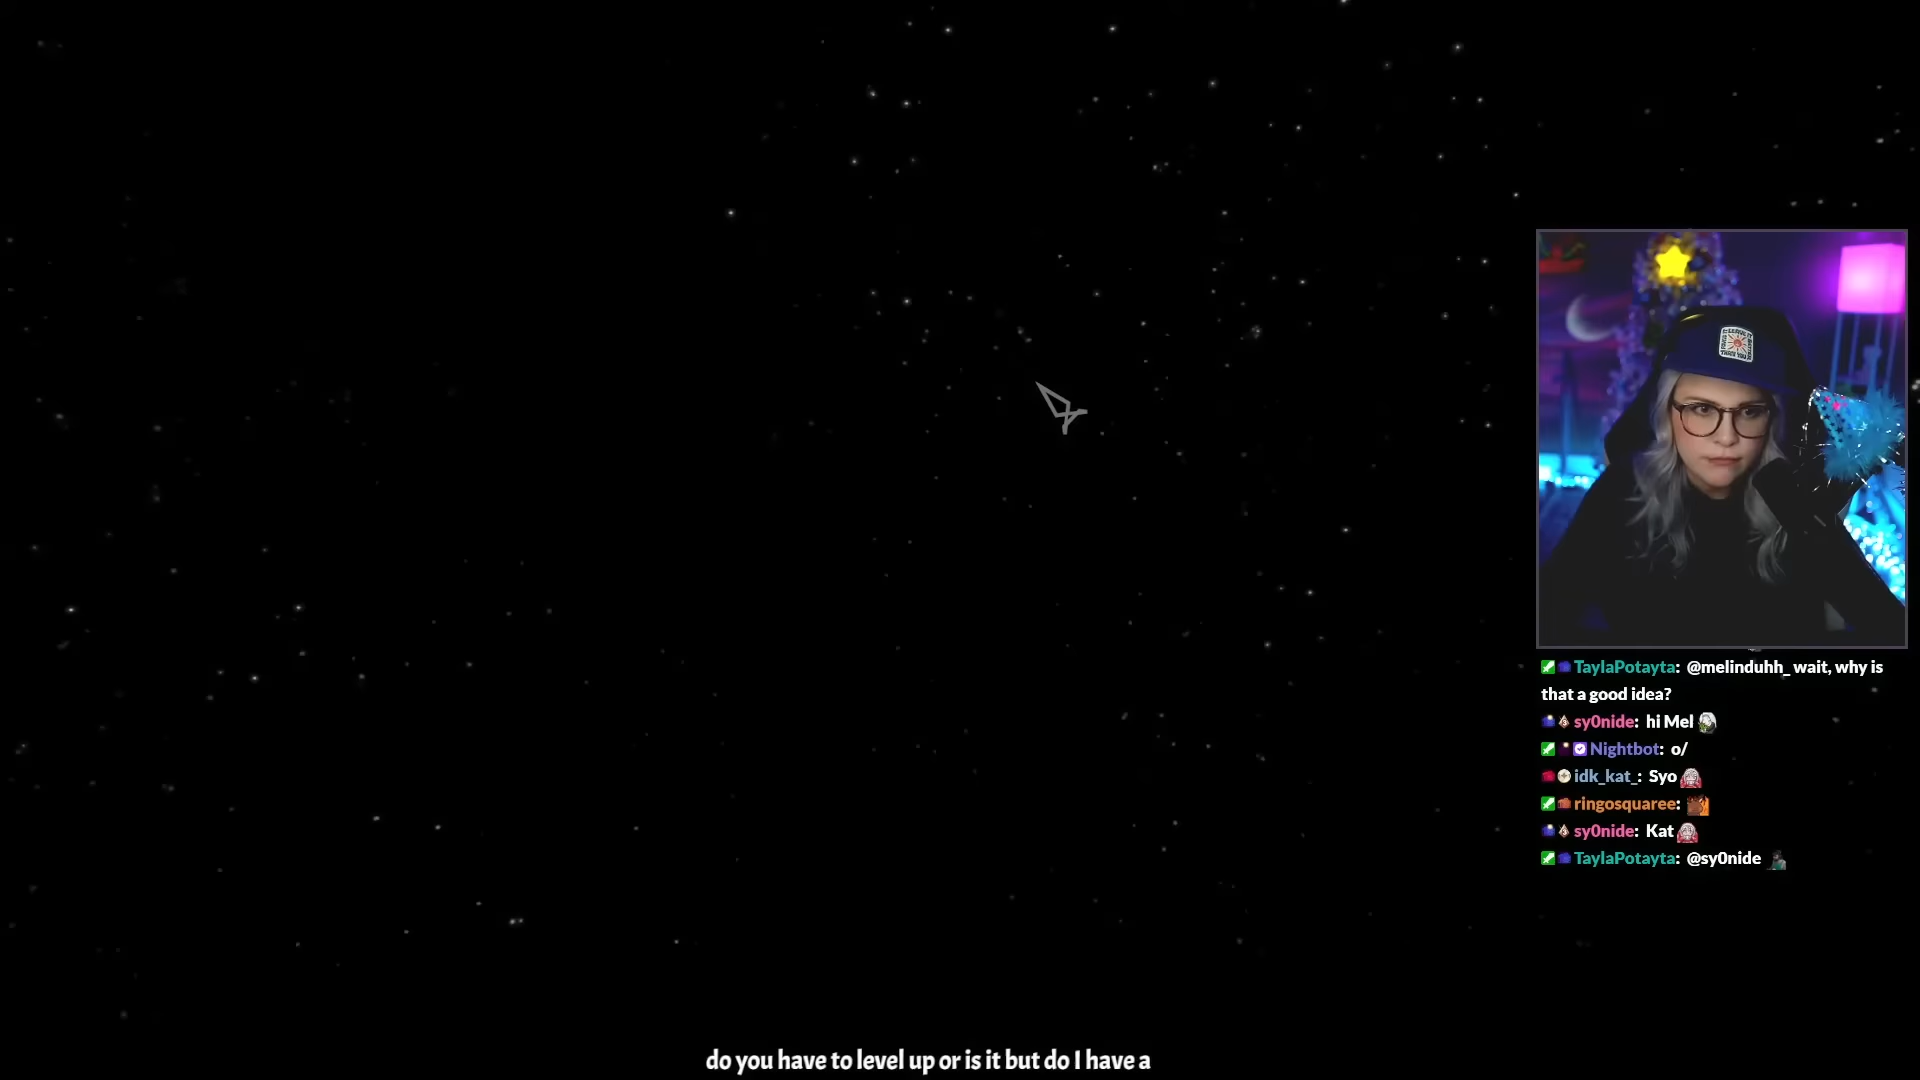 TaylaPotayta: @melinduhh_ wait, why is
that a good idea?
sy0nide: hi Mel
Nightbot: o/
idk_kat_: Syo
ringosquaree:
sy0nide: Kat
TaylaPotayta: @sy0nide
do you have to level up or is it but do I have a